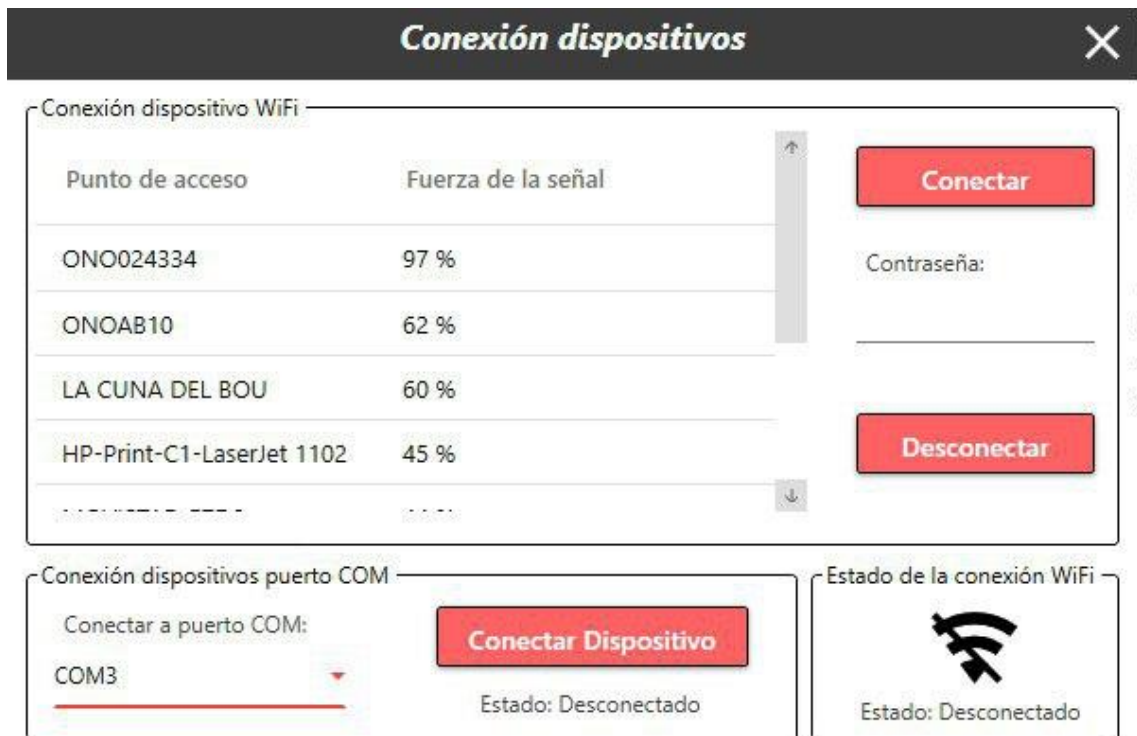 Conexión dispositivos
Conexión dispositivo WiFi
Punto de acceso Fuerza de la señal
Conectar
ONO024334 97 %
Contraseña:
ONOAB10 62 %
LA CUNA DEL BOU 60 %
HP-Print-C1-LaserJet 1102 45 %
Desconectar
Conexión dispositivos puerto COM
Conectar a puerto COM:
COM3
Conectar Dispositivo
Estado: Desconectado
Estado de la conexión WiFi
Estado: Desconectado